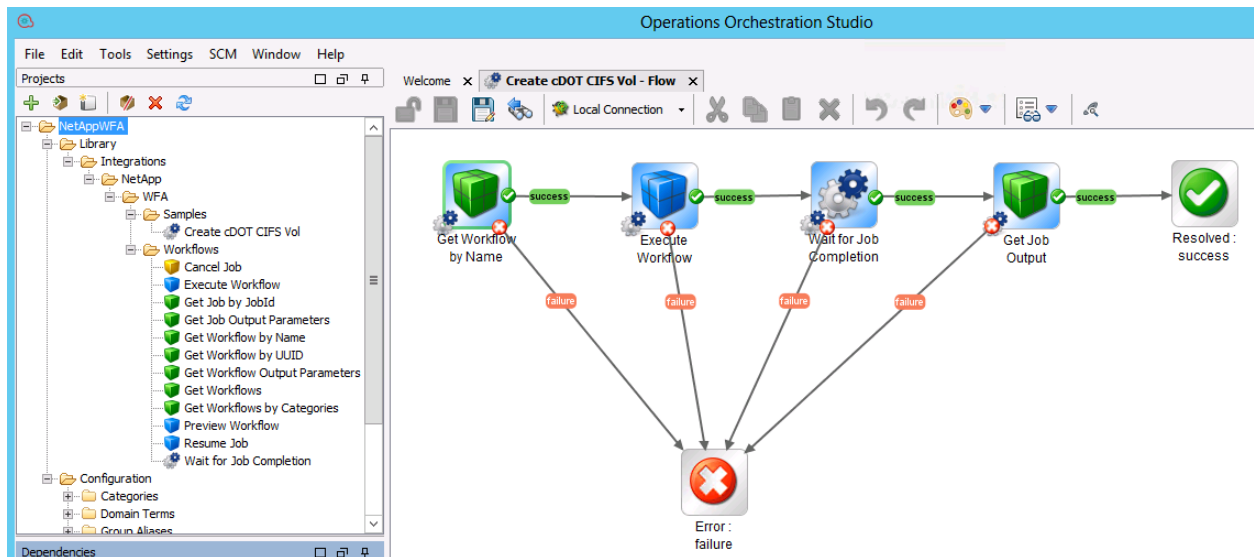 Operations Orchestration Studio
File Edit Tools Settings SCM Window Help
Projects
Welcome x Create cDOT CIFS Vol - Flow x
Local Connection
NetAppWFA
Library
Integrations
NetApp
WFA
Samples
Create cDOT CIFS Vol
Workflows
Cancel Job
Execute Workflow
Get Job by JobId
Get Job Output Parameters
Get Workflow by Name
Get Workflow by UUID
Get Workflow Output Parameters
Get Workflows
Get Workflows by Categories
Preview Workflow
Resume Job
Wait for Job Completion
Configuration
Categories
Domain Terms
Group Aliases
Dependencies
success
success
success
success
Get Workflow
by Name
Execute
Workflow
Wait for Job
Completion
Get Job
Output
Resolved :
success
failure
failure
failure
failure
Error :
failure